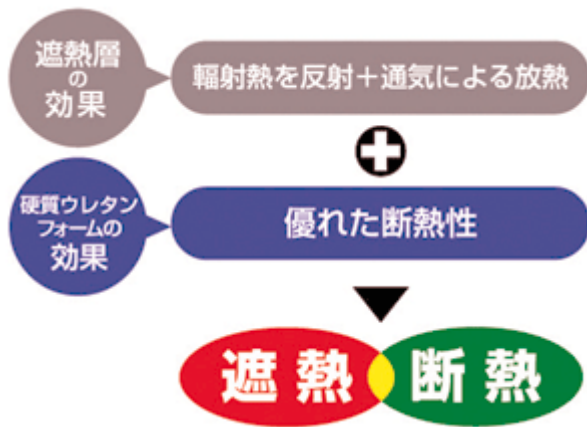 遮熱層
の
効果
輻射熱を反射＋通気による放熱
硬質ウレタン
フォームの
効果
優れた断熱性
遮熱
断熱